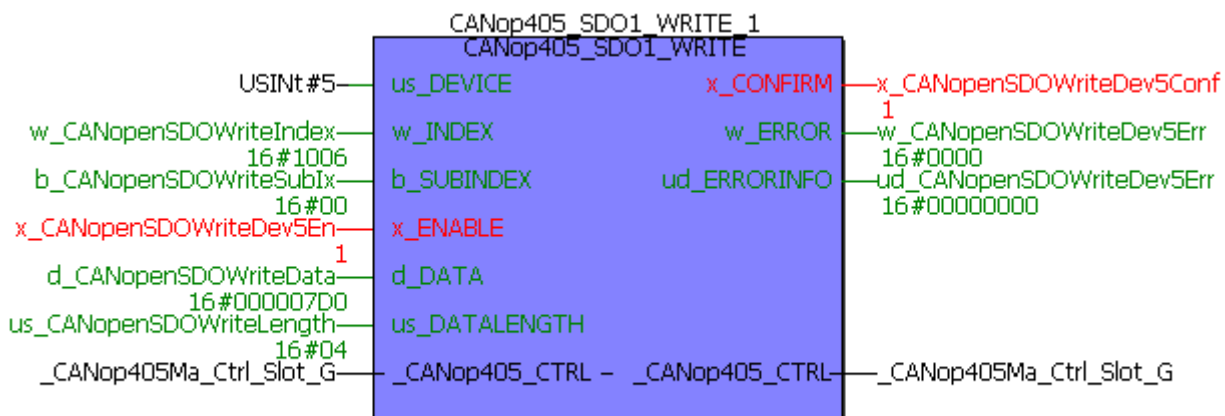 CANop405_SDO1_WRITE_1
CANop405_SDO1_WRITE
USINt#5 us_DEVICE x_CONFIRM x_CANopenSDOWriteDev5Conf
1
w_CANopenSDOWriteIndex w_INDEX w_ERROR w_CANopenSDOWriteDev5Err
16#1006 16#0000
b_CANopenSDOWriteSubIx b_SUBINDEX ud_ERRORINFO ud_CANopenSDOWriteDev5Err
16#00 16#00000000
x_CANopenSDOWriteDev5En x_ENABLE
1
d_CANopenSDOWriteData d_DATA
16#000007D0
us_CANopenSDOWriteLength us_DATALENGTH
16#04
_CANop405Ma_Ctrl_Slot_G _CANop405_CTRL – _CANop405_CTRL _CANop405Ma_Ctrl_Slot_G